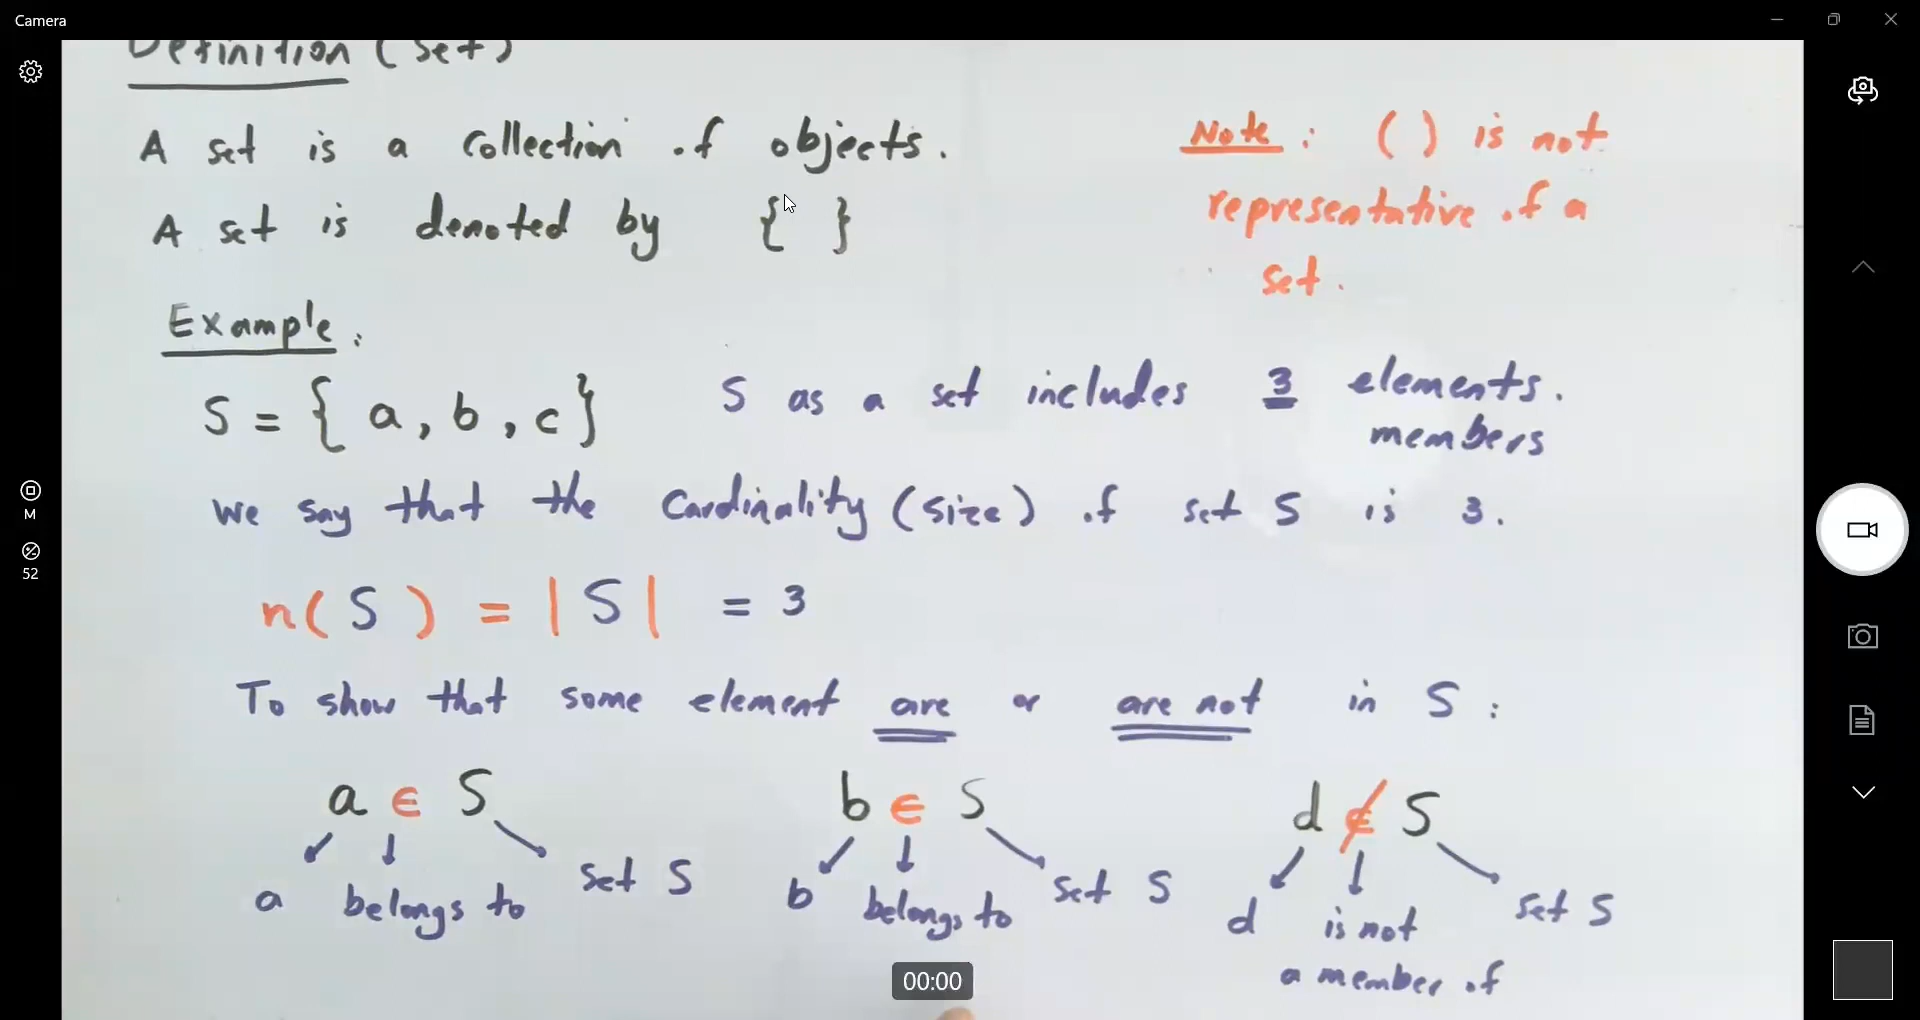 Camera
Definition (set)
A set is a collection of objects.
A set is denoted by { }
Note: ( ) is not
representative of a
set.
Example:
S = { a, b, c }
S as a set includes 3 elements.
members
We say that the Cardinality (size) of set S is 3.
n(S) = |S| = 3
To show that some element are or are not in S:
a ∈ S
b ∈ S
d ∉ S
a belongs to set S
b belongs to set S
d is not set S
a member of
M
52
00:00